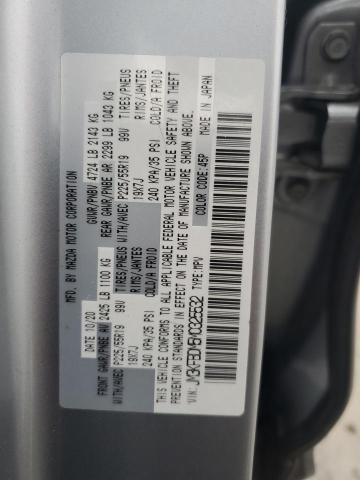 MFD. BY MAZDA MOTOR CORPORATION
DATE 10/20 GVWR/PNBV 4724 LB 2143 KG
FRONT GAWR/PNBE AV 2425 LB 1100 KG REAR GAWR/PNBE AR 2299 LB 1043 KG
WITH/AVEC P225/55R19 99V TIRES/PNEUS WITH/AVEC P225/55R19 99V TIRES/PNEUS
19X7J RIMS/JANTES 19X7J RIMS/JANTES
240 KPA/35 PSI COLD/A FROID 240 KPA/35 PSI COLD/A FROID
THIS VEHICLE CONFORMS TO ALL APPLICABLE FEDERAL MOTOR VEHICLE SAFETY AND THEFT
PREVENTION STANDARDS IN EFFECT ON THE DATE OF MANUFACTURE SHOWN ABOVE.
MADE IN JAPAN
JM3KFBDM5M0325632 TYPE:MPV COLOR CODE:45P